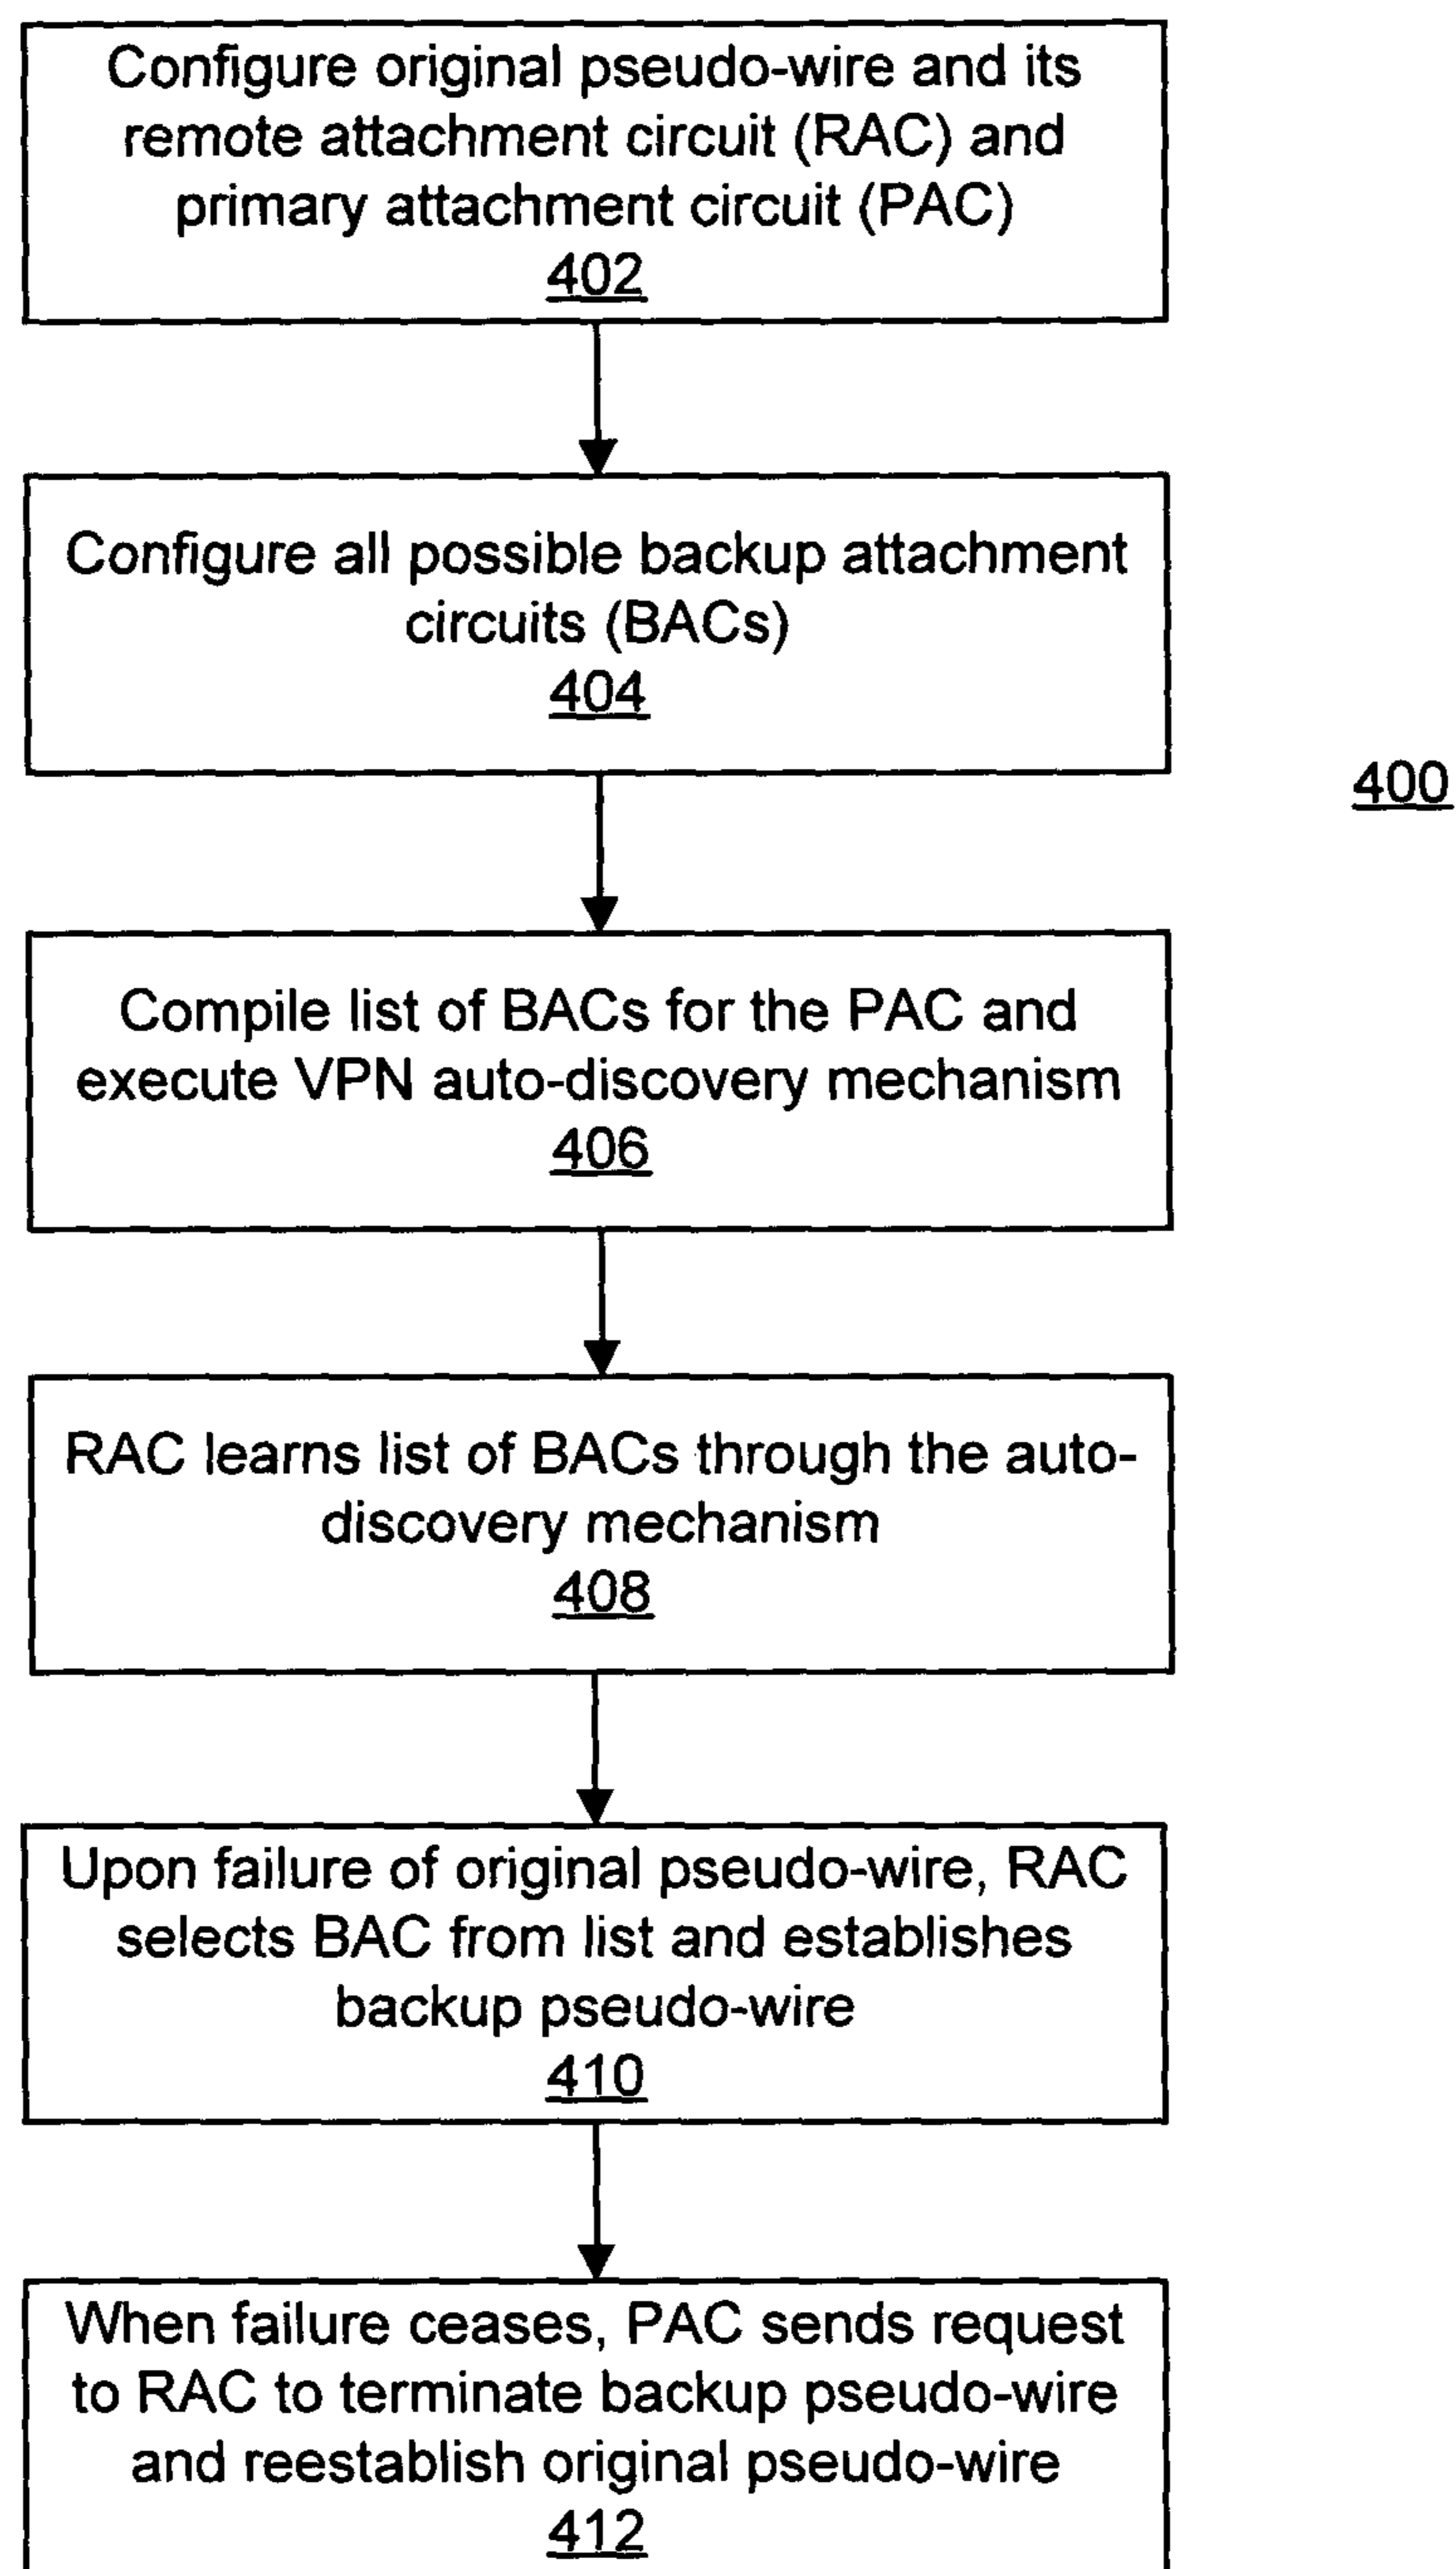 Configure original pseudo-wire and its
remote attachment circuit (RAC) and
primary attachment circuit (PAC)
402
Configure all possible backup attachment
circuits (BACs)
404
400
Compile list of BACs for the PAC and
execute VPN auto-discovery mechanism
406
RAC learns list of BACs through the auto-
discovery mechanism
408
Upon failure of original pseudo-wire, RAC
selects BAC from list and establishes
backup pseudo-wire
410
When failure ceases, PAC sends request
to RAC to terminate backup pseudo-wire
and reestablish original pseudo-wire
412